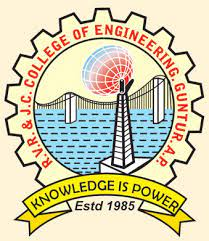 R.V.R & J.C. COLLEGE OF ENGINEERING, GUNTUR. A.P.
KNOWLEDGE IS POWER
Estd 1985